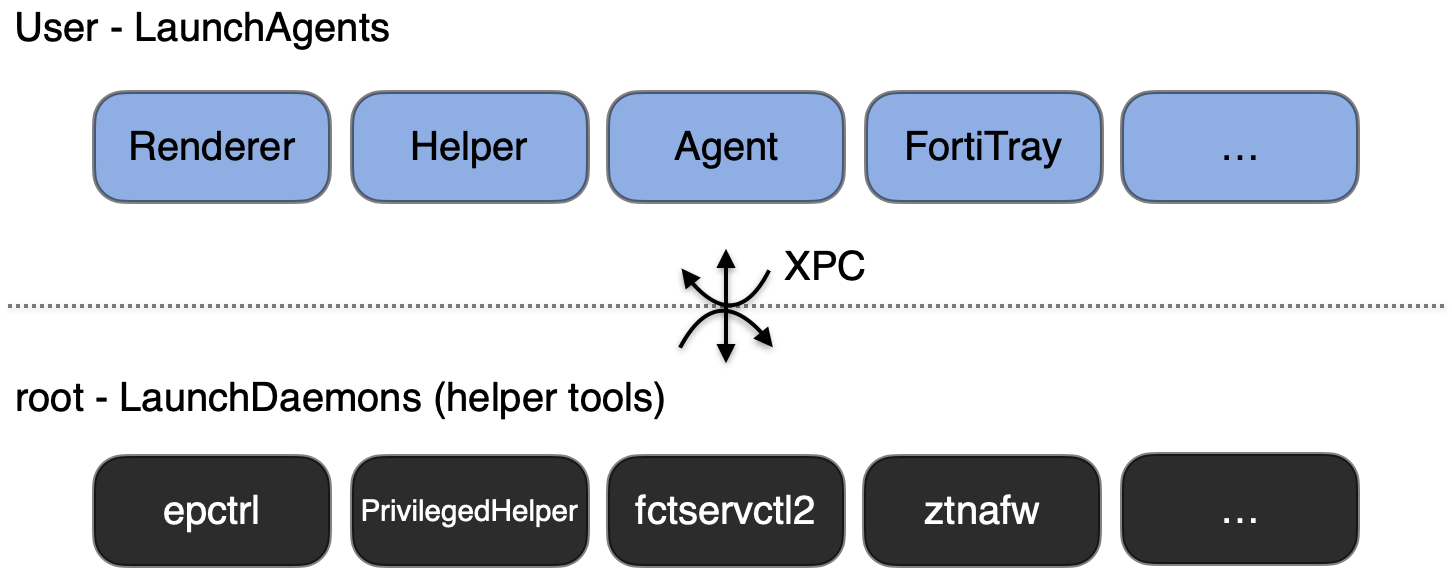 User - LaunchAgents
Renderer
Helper
Agent
FortiTray
...
XPC
root - LaunchDaemons (helper tools)
epctrl
PrivilegedHelper
fctservctl2
ztnafw
...